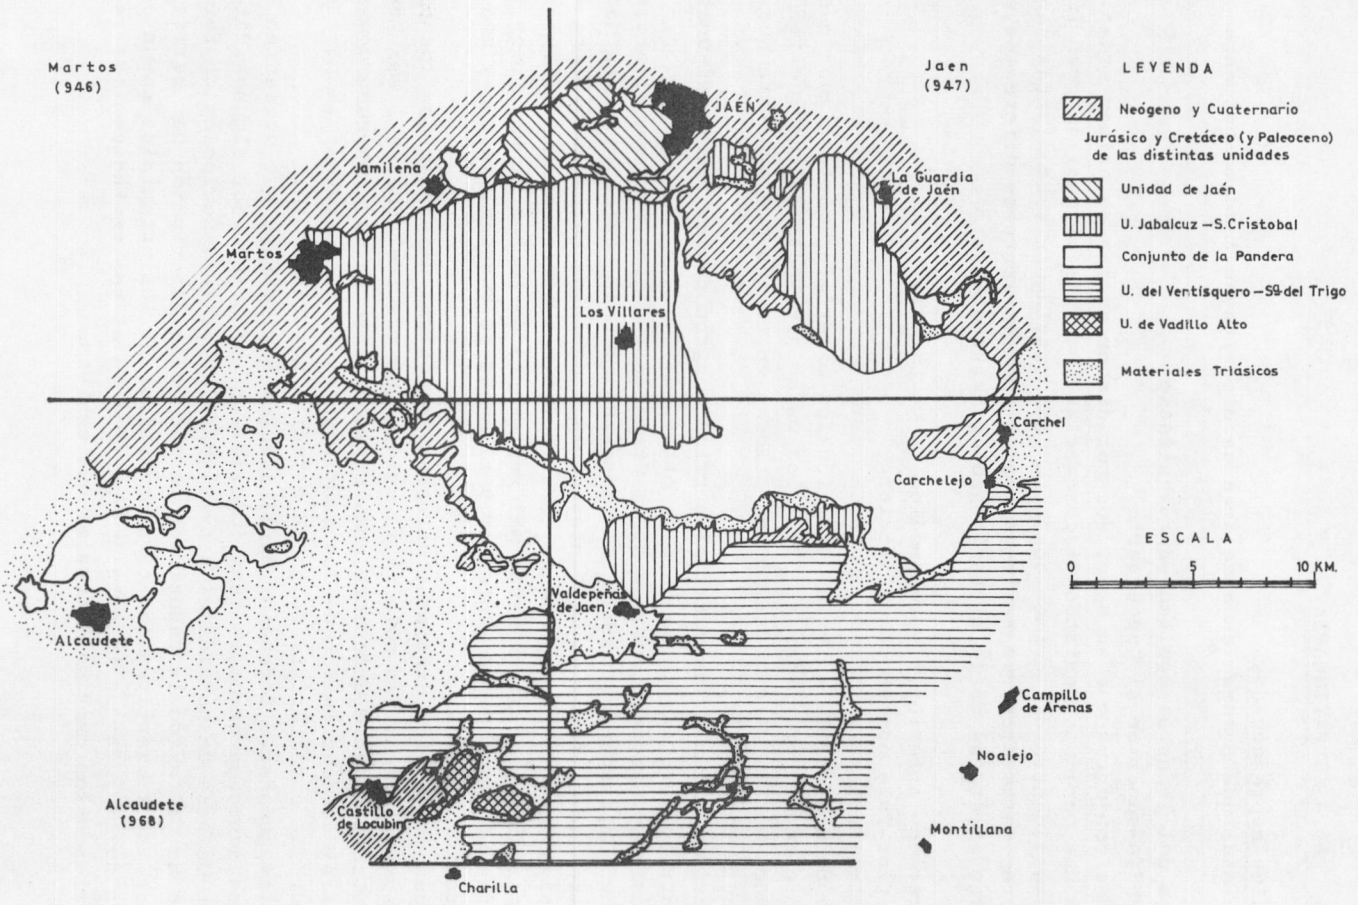 Martos
(946)
Jaen
(947)
LEYENDA
Neógeno y Cuaternario
Jurásico y Cretáceo (y Paleoceno)
de las distintas unidades
Unidad de Jaén
U. Jabalcuz – S. Cristobal
Conjunto de la Pandera
U. del Ventisquero – Sª del Trigo
U. de Vadillo Alto
Materiales Triásicos
JAEN
Jamilena
La Guardia
de Jaén
Martos
Los Villares
Carchel
Carchelejo
ESCALA
0 5 10 KM.
Valdepeñas
de Jaen
Alcaudete
Campillo
de Arenas
Noalejo
Alcaudete
(968)
Castillo
de Locubin
Montillana
Charilla